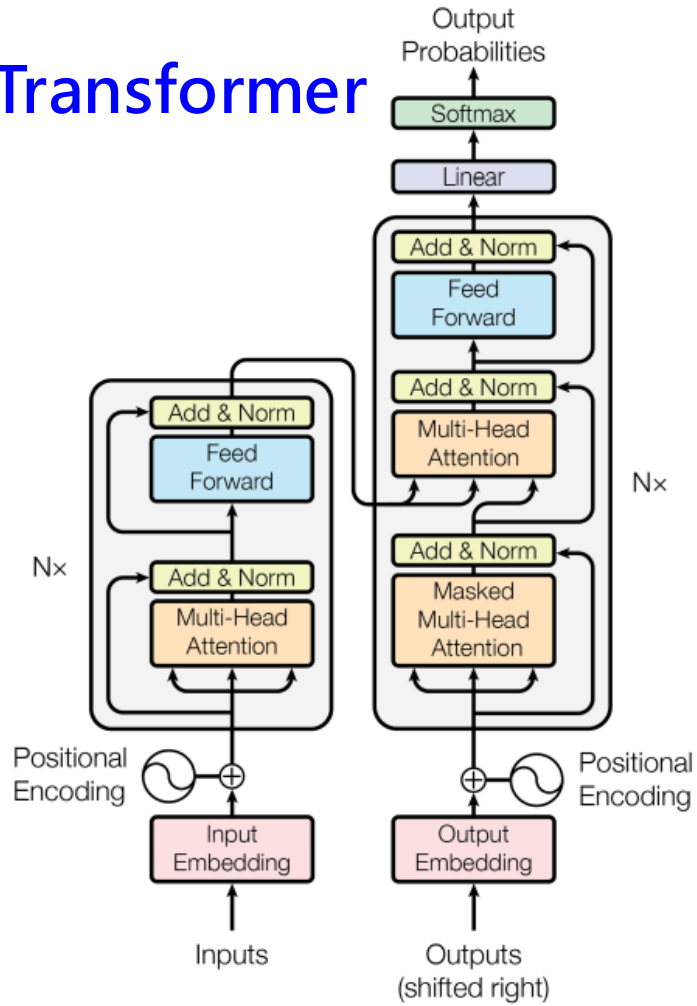 Transformer
Output
Probabilities
Softmax
Linear
Add & Norm
Feed
Forward
Add & Norm
Multi-Head
Attention
Nx
Add & Norm
Masked
Multi-Head
Attention
Add & Norm
Feed
Forward
Nx
Add & Norm
Multi-Head
Attention
Positional
Encoding
Positional
Encoding
Input
Embedding
Output
Embedding
Inputs
Outputs
(shifted right)